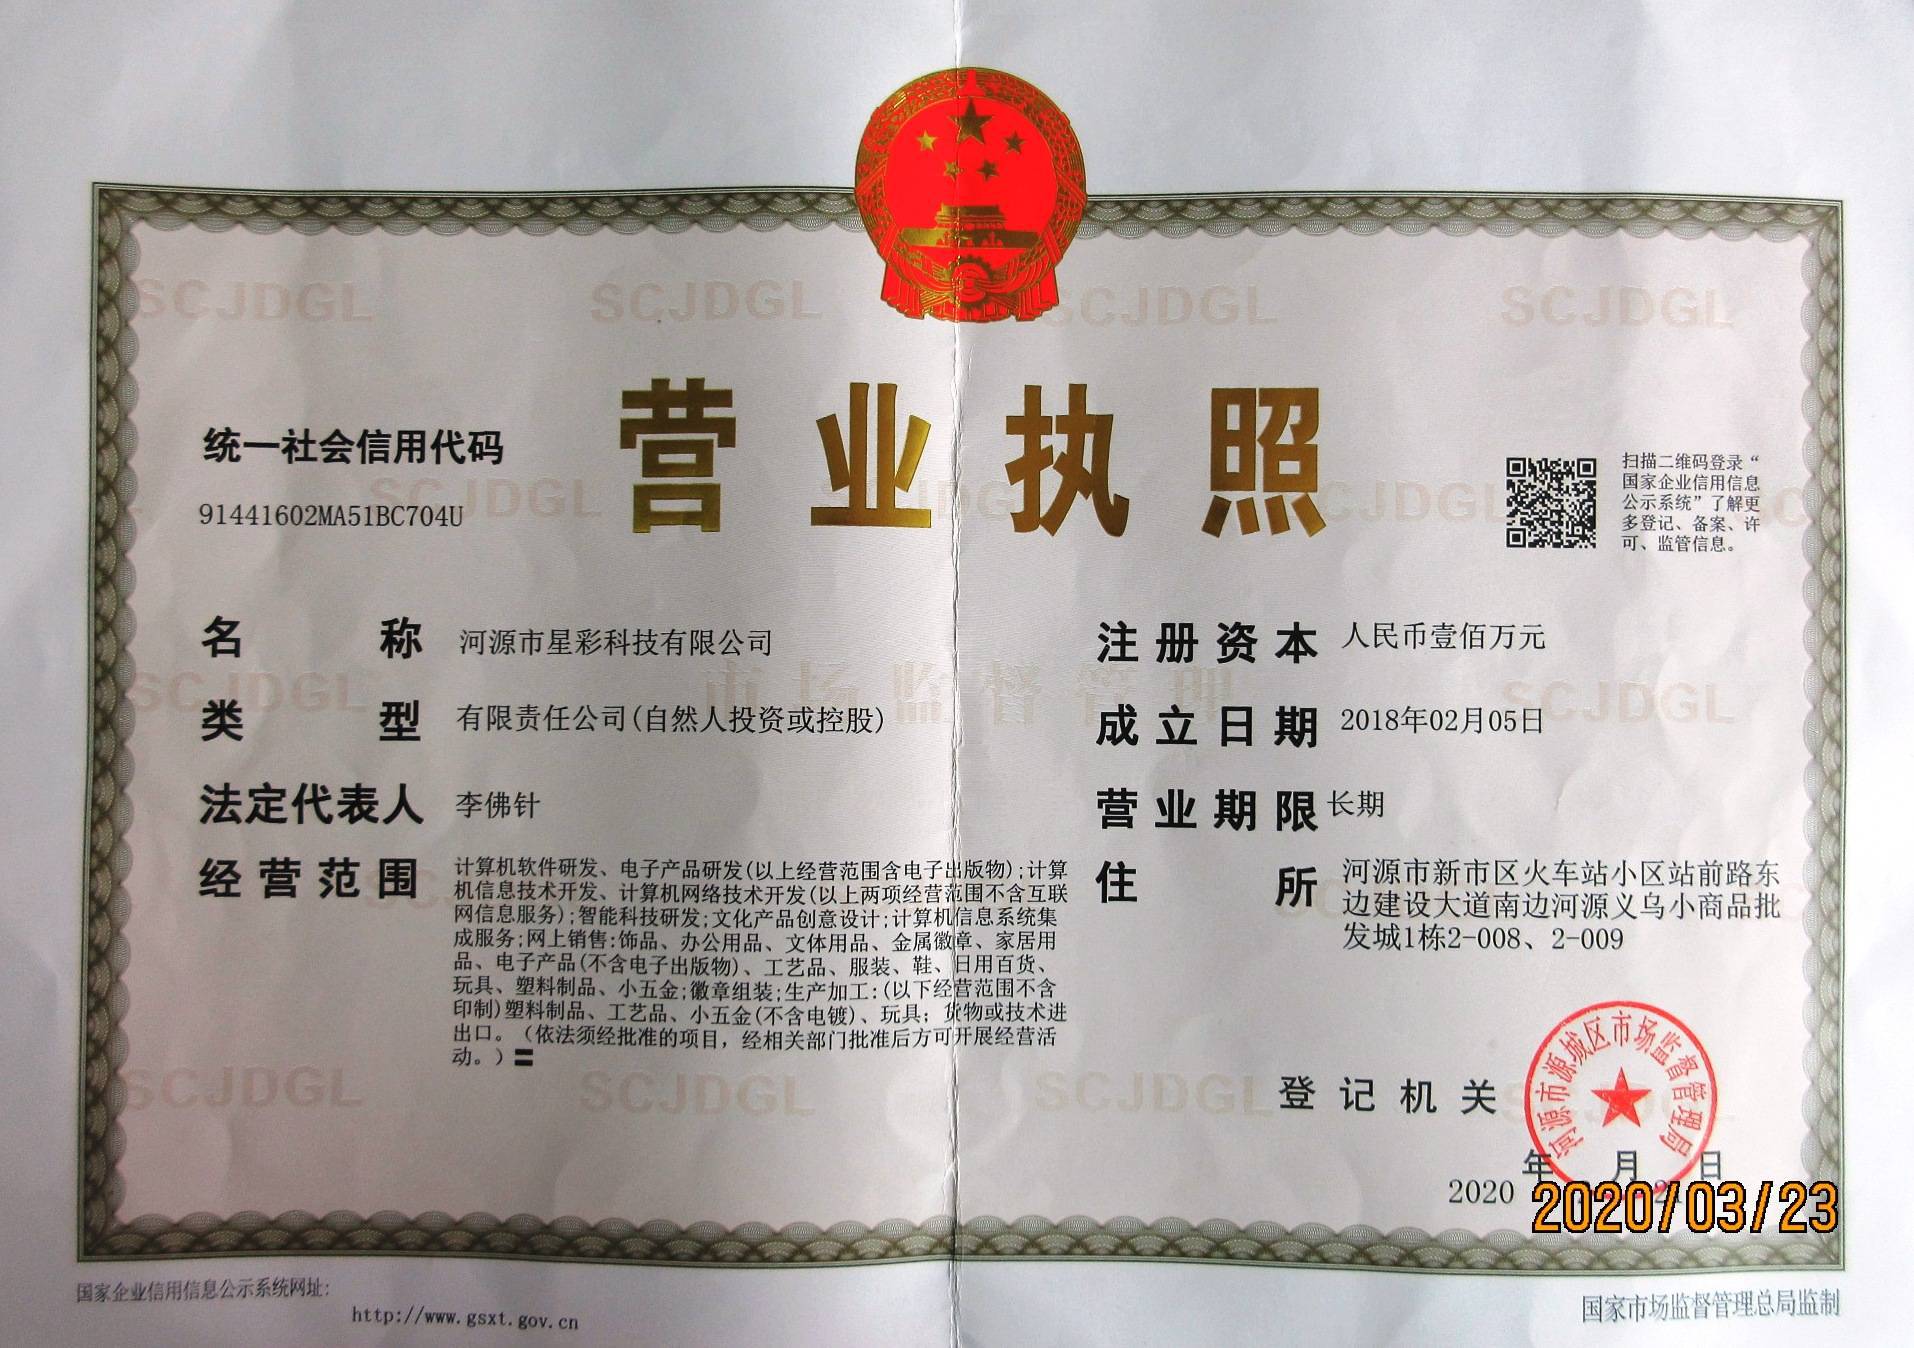 营业执照
统一社会信用代码
91441602MA51BC704U
扫描二维码登录“
国家企业信用信息
公示系统”了解更
多登记、备案、许
可、监管信息。
名称 河源市星彩科技有限公司
类型 有限责任公司(自然人投资或控股)
法定代表人 李佛针
经营范围 计算机软件研发、电子产品研发(以上经营范围含电子出版物);计算
机信息技术开发、计算机网络技术开发(以上两项经营范围不含互联
网信息服务);智能科技研发;文化产品创意设计;计算机信息系统集
成服务;网上销售:饰品、办公用品、文体用品、金属徽章、家居用
品、电子产品(不含电子出版物)、工艺品、服装、鞋、日用百货、
玩具、塑料制品、小五金;徽章组装;生产加工:(以下经营范围不含
印制)塑料制品、工艺品、小五金(不含电镀)、玩具；货物或技术进
出口。（依法须经批准的项目，经相关部门批准后方可开展经营活
动。）〓
注册资本 人民币壹佰万元
成立日期 2018年02月05日
营业期限 长期
住所 河源市新市区火车站小区站前路东
边建设大道南边河源义乌小商品批
发城1栋2-008、2-009
登记机关
河源市源城区市场监督管理局
年 月 日
2020
2020/03/23
国家企业信用信息公示系统网址:
http://www.gsxt.gov.cn
国家市场监督管理总局监制
SCJDGL
SCJDGL
SCJDGL
SCJDGL
SCJDGL
SCJDGL
SCJDGL
市场监督管理
SCJDGL
SCJDGL
SCJDGL
SCJDGL